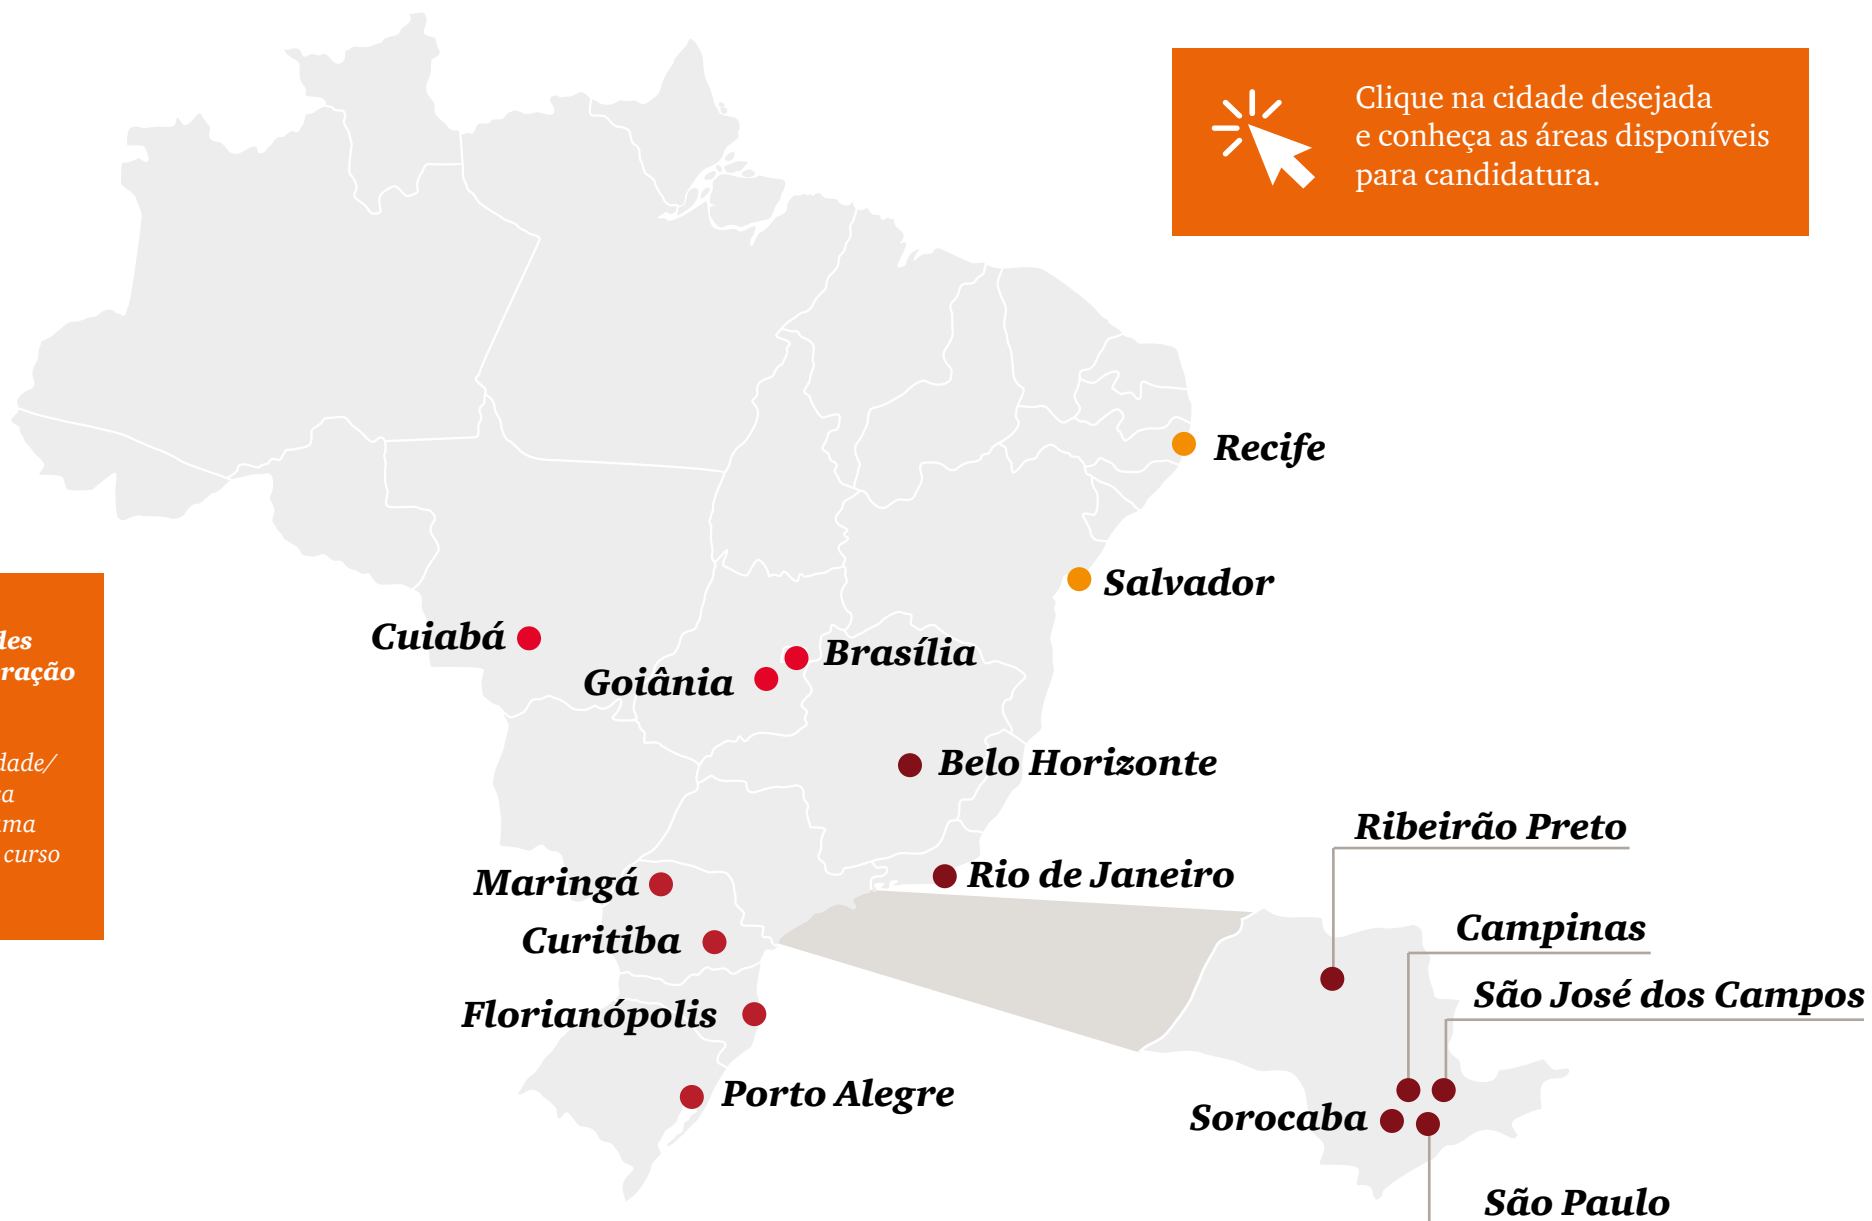 Clique na cidade desejada
e conheça as áreas disponíveis
para candidatura.
Recife
Salvador
Cuiabá
Brasília
Goiânia
Belo Horizonte
Ribeirão Preto
Rio de Janeiro
Maringá
Campinas
Curitiba
São José dos Campos
Florianópolis
Porto Alegre
Sorocaba
São Paulo
curso